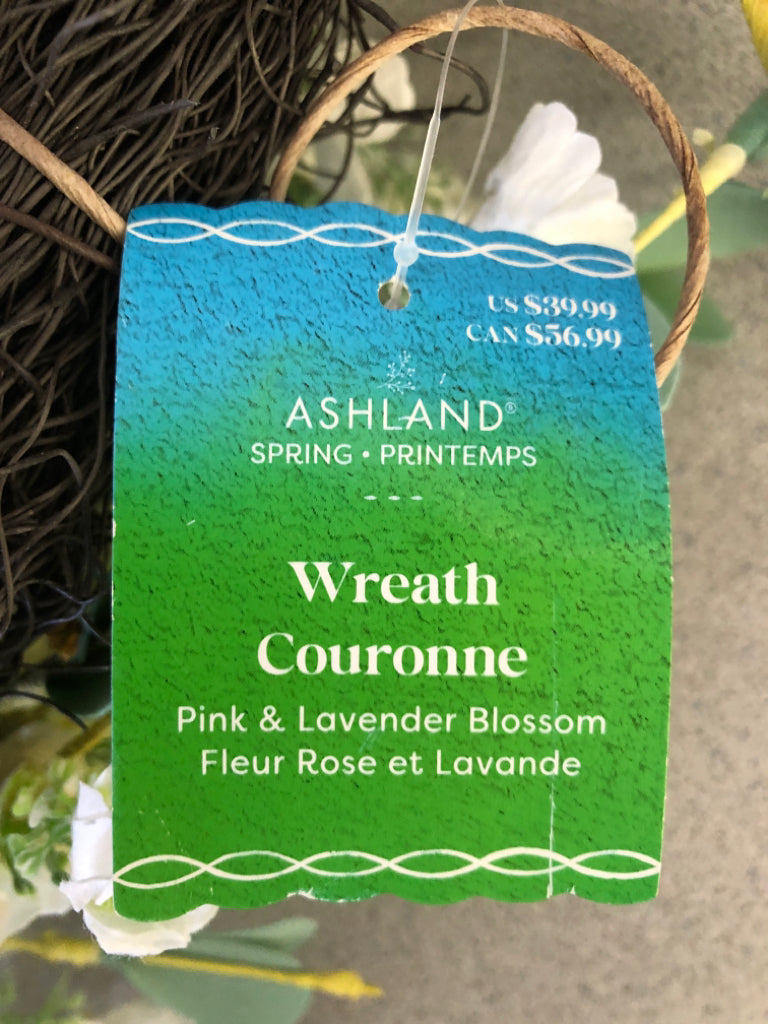 US $39.99
CAN $56.99
ASHLAND®
SPRING • PRINTEMPS
Wreath
Couronne
Pink & Lavender Blossom
Fleur Rose et Lavande